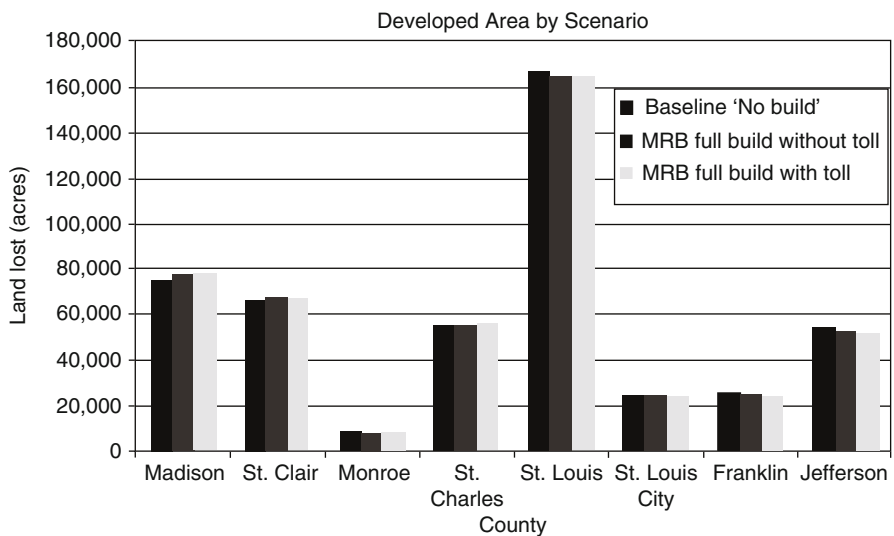 Developed Area by Scenario
180,000
160,000
140,000
120,000
100,000
80,000
60,000
40,000
20,000
0
Land lost (acres)
Baseline ‘No build’
MRB full build without toll
MRB full build with toll
Madison St. Clair Monroe St. Charles St. Louis St. Louis City Franklin Jefferson
County